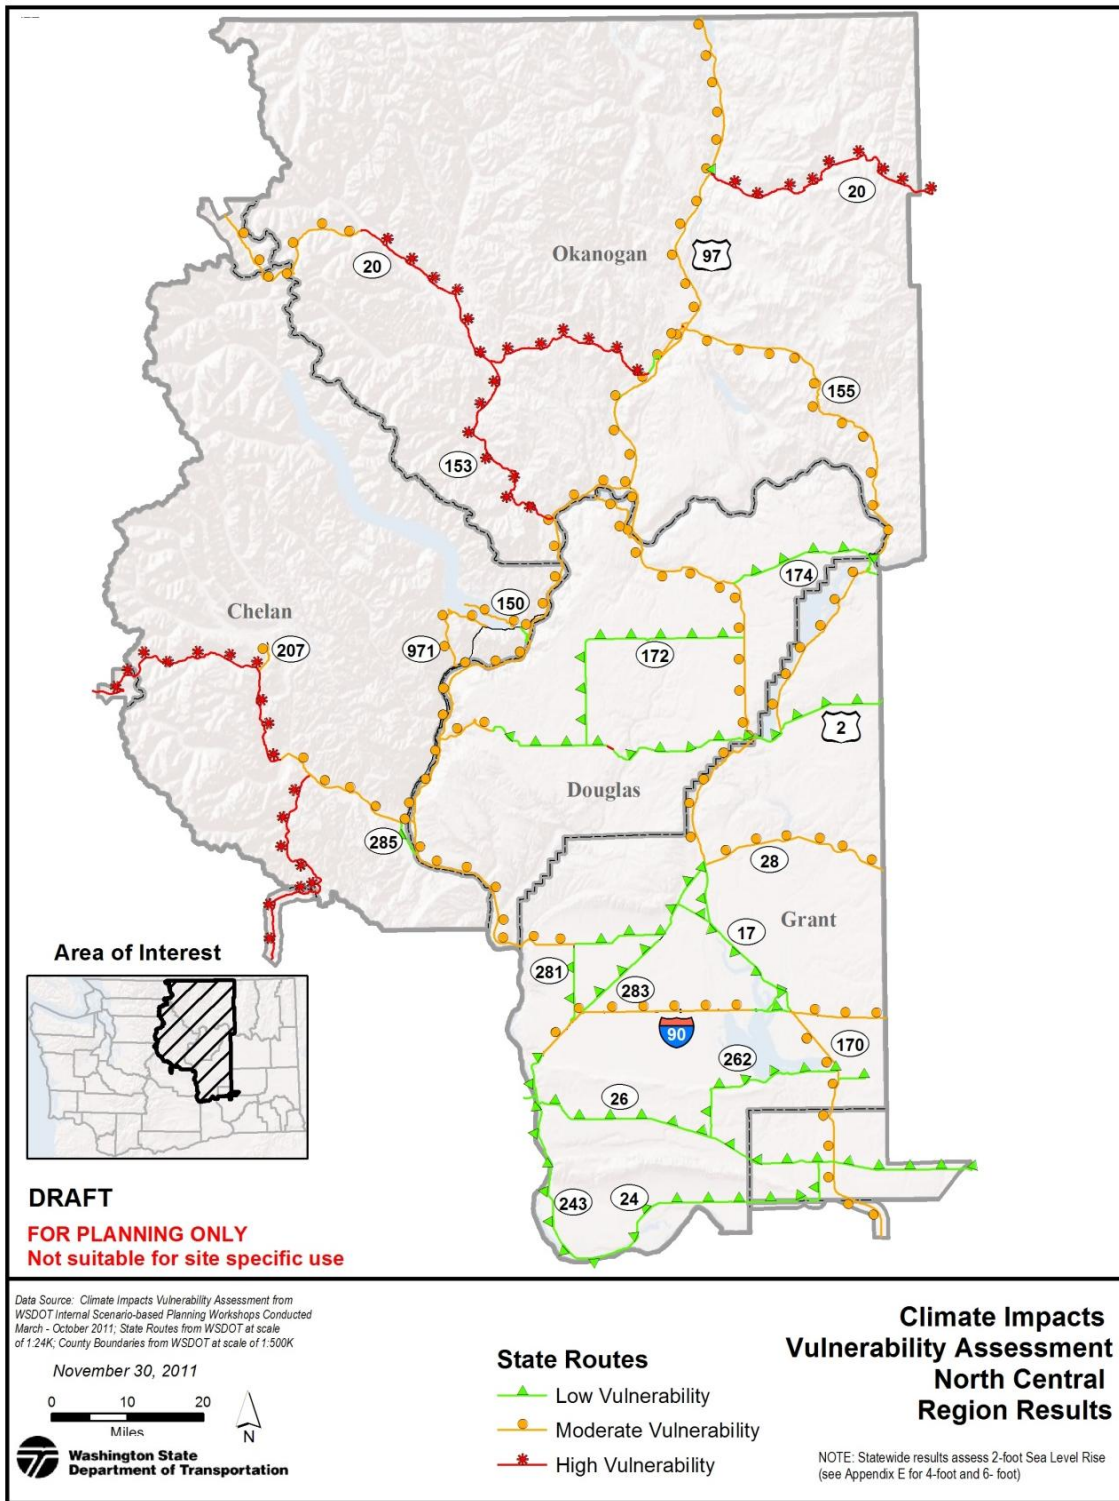 20
20
Okanogan
97
155
153
174
150
Chelan
207
971
172
2
Douglas
285
28
Grant
17
Area of Interest
281
283
90
262
170
26
243
24
DRAFT
FOR PLANNING ONLY
Not suitable for site specific use
Data Source: Climate Impacts Vulnerability Assessment from
WSDOT Internal Scenario-based Planning Workshops Conducted
March - October 2011; State Routes from WSDOT at scale
of 1:24K; County Boundaries from WSDOT at scale of 1:500K
November 30, 2011
0 10 20
Miles
N
Washington State
Department of Transportation
State Routes
Low Vulnerability
Moderate Vulnerability
High Vulnerability
Climate Impacts
Vulnerability Assessment
North Central
Region Results
NOTE: Statewide results assess 2-foot Sea Level Rise
(see Appendix E for 4-foot and 6- foot)